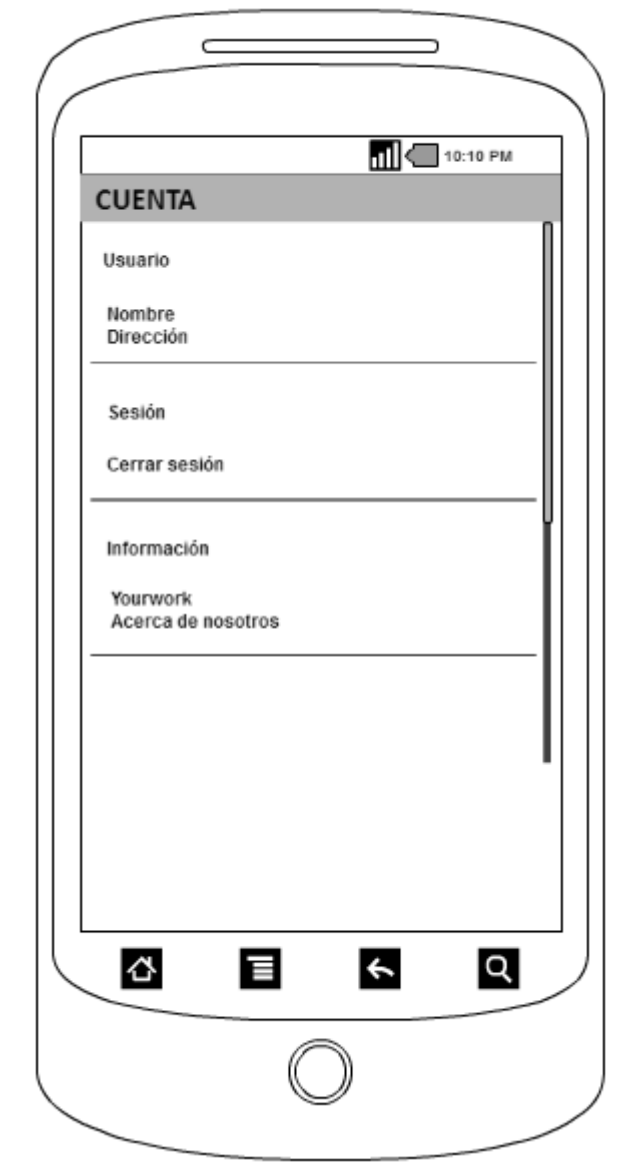 10:10 PM
CUENTA
Usuario
Nombre
Dirección
Sesión
Cerrar sesión
Información
Yourwork
Acerca de nosotros